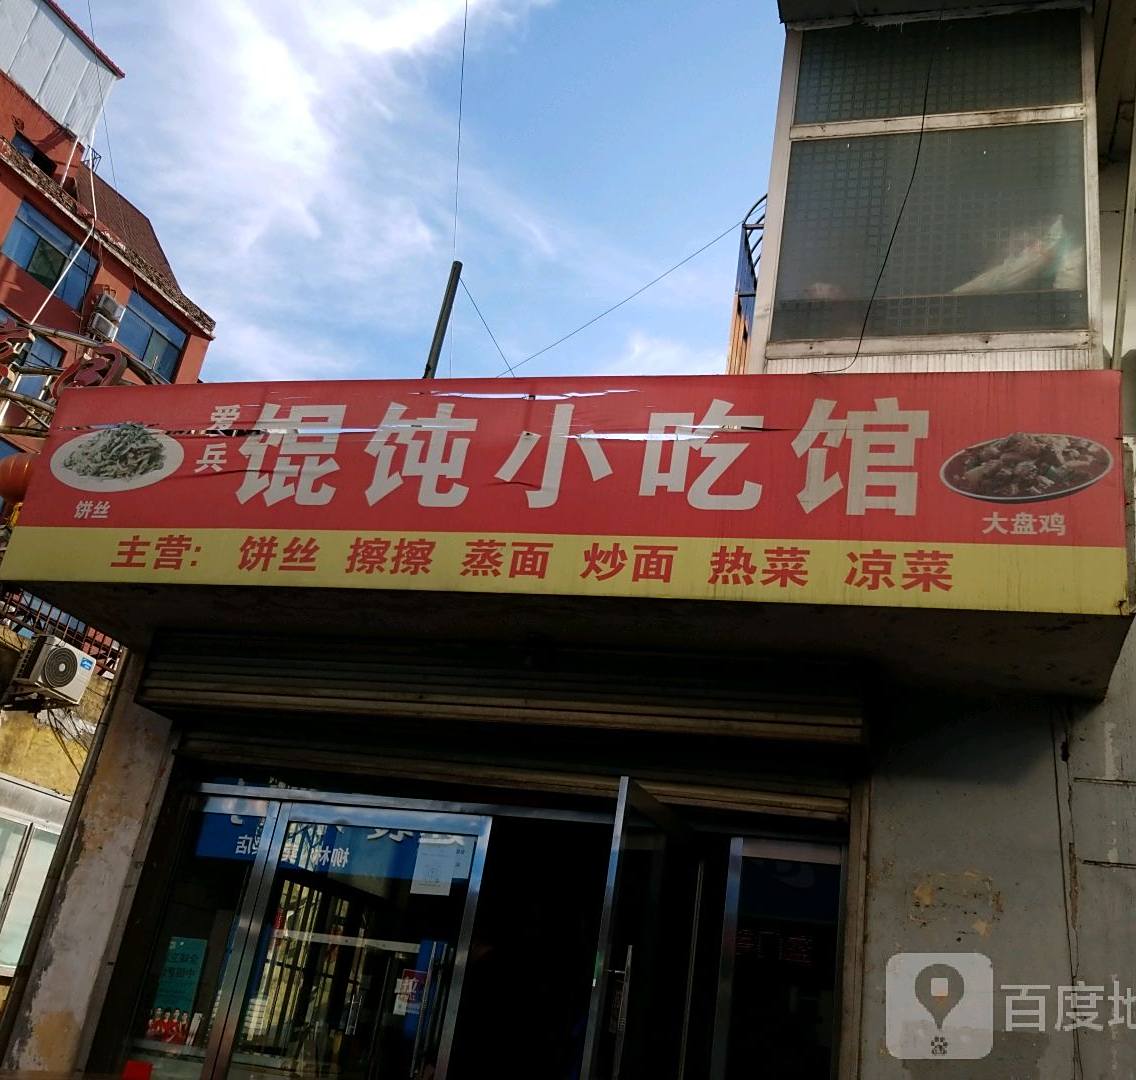 爱兵
馄饨小吃馆
饼丝
大盘鸡
主营: 饼丝 擦擦 蒸面 炒面 热菜 凉菜
百度地